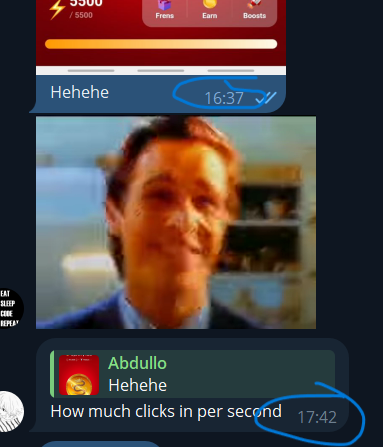 5500
/ 5500
Frens Earn Boosts
Hehehe
16:37
EAT
SLEEP
CODE
REPEAT
Abdullo
Hehehe
How much clicks in per second
17:42